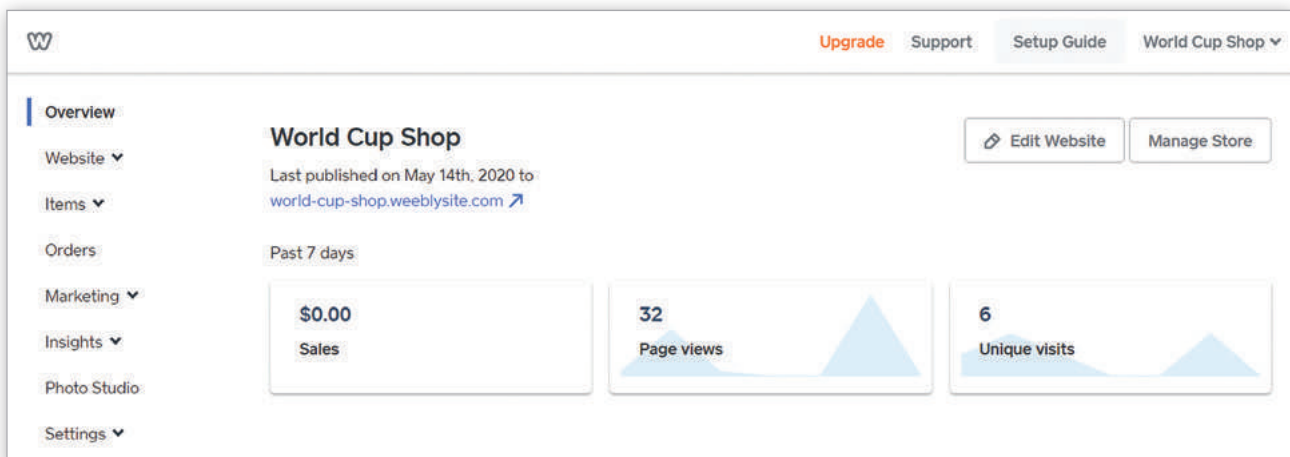 Upgrade Support Setup Guide World Cup Shop
Overview
Website
Items
Orders
Marketing
Insights
Photo Studio
Settings
World Cup Shop
Last published on May 14th, 2020 to
world-cup-shop.weeblysite.com
Edit Website Manage Store
Past 7 days
$0.00
Sales
32
Page views
6
Unique visits